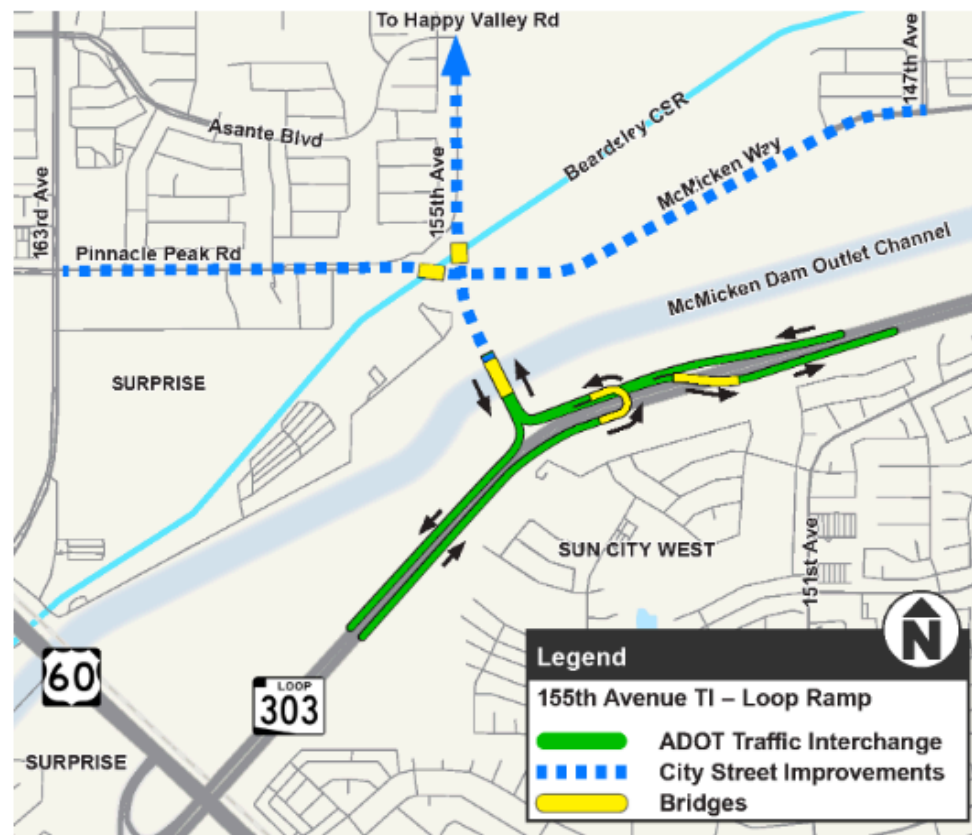 To Happy Valley Rd
147th Ave
Asante Blvd
Beardsley CSR
155th Ave
McMicken Way
163rd Ave
Pinnacle Peak Rd
McMicken Dam Outlet Channel
SURPRISE
SUN CITY WEST
151st Ave
N
60
LOOP
303
SURPRISE
Legend
155th Avenue TI – Loop Ramp
ADOT Traffic Interchange
City Street Improvements
Bridges